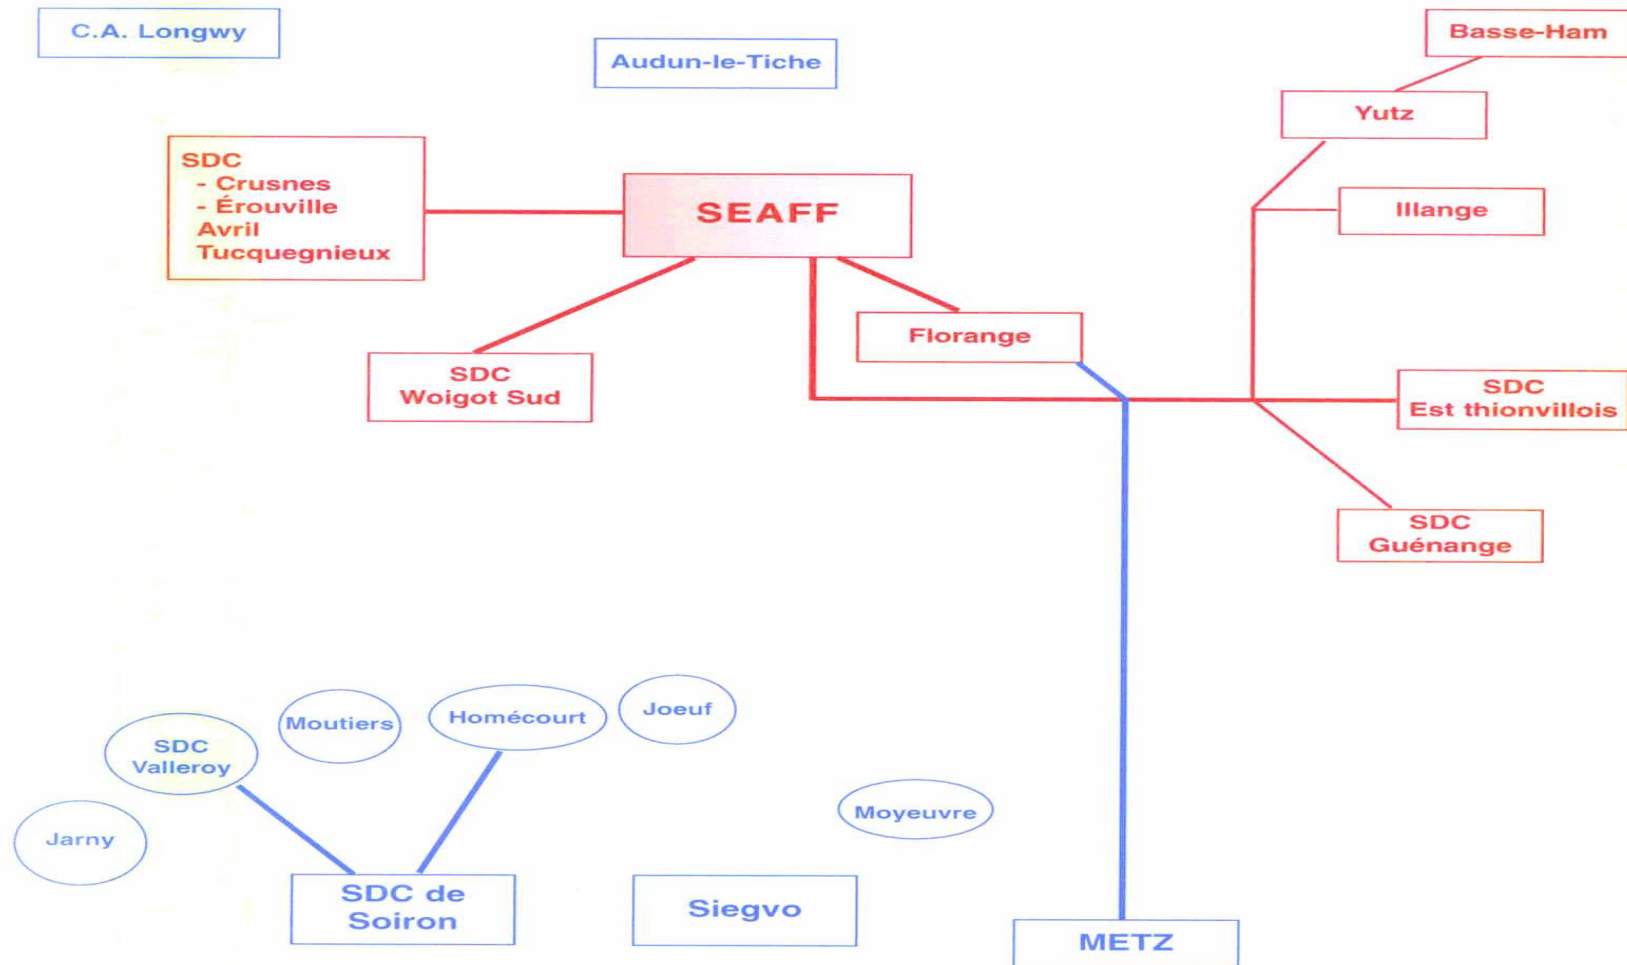 C.A. Longwy
Audun-le-Tiche
Basse-Ham
Yutz
SDC
- Crusnes
- Érouville
Avril
Tucquegnieux
SEAFF
Illange
Florange
SDC
Woigot Sud
SDC
Est thionvillois
SDC
Guénange
Moutiers
Homécourt
Joeuf
SDC
Valleroy
Jarny
Moyeuvre
SDC de
Soiron
Siegvo
METZ